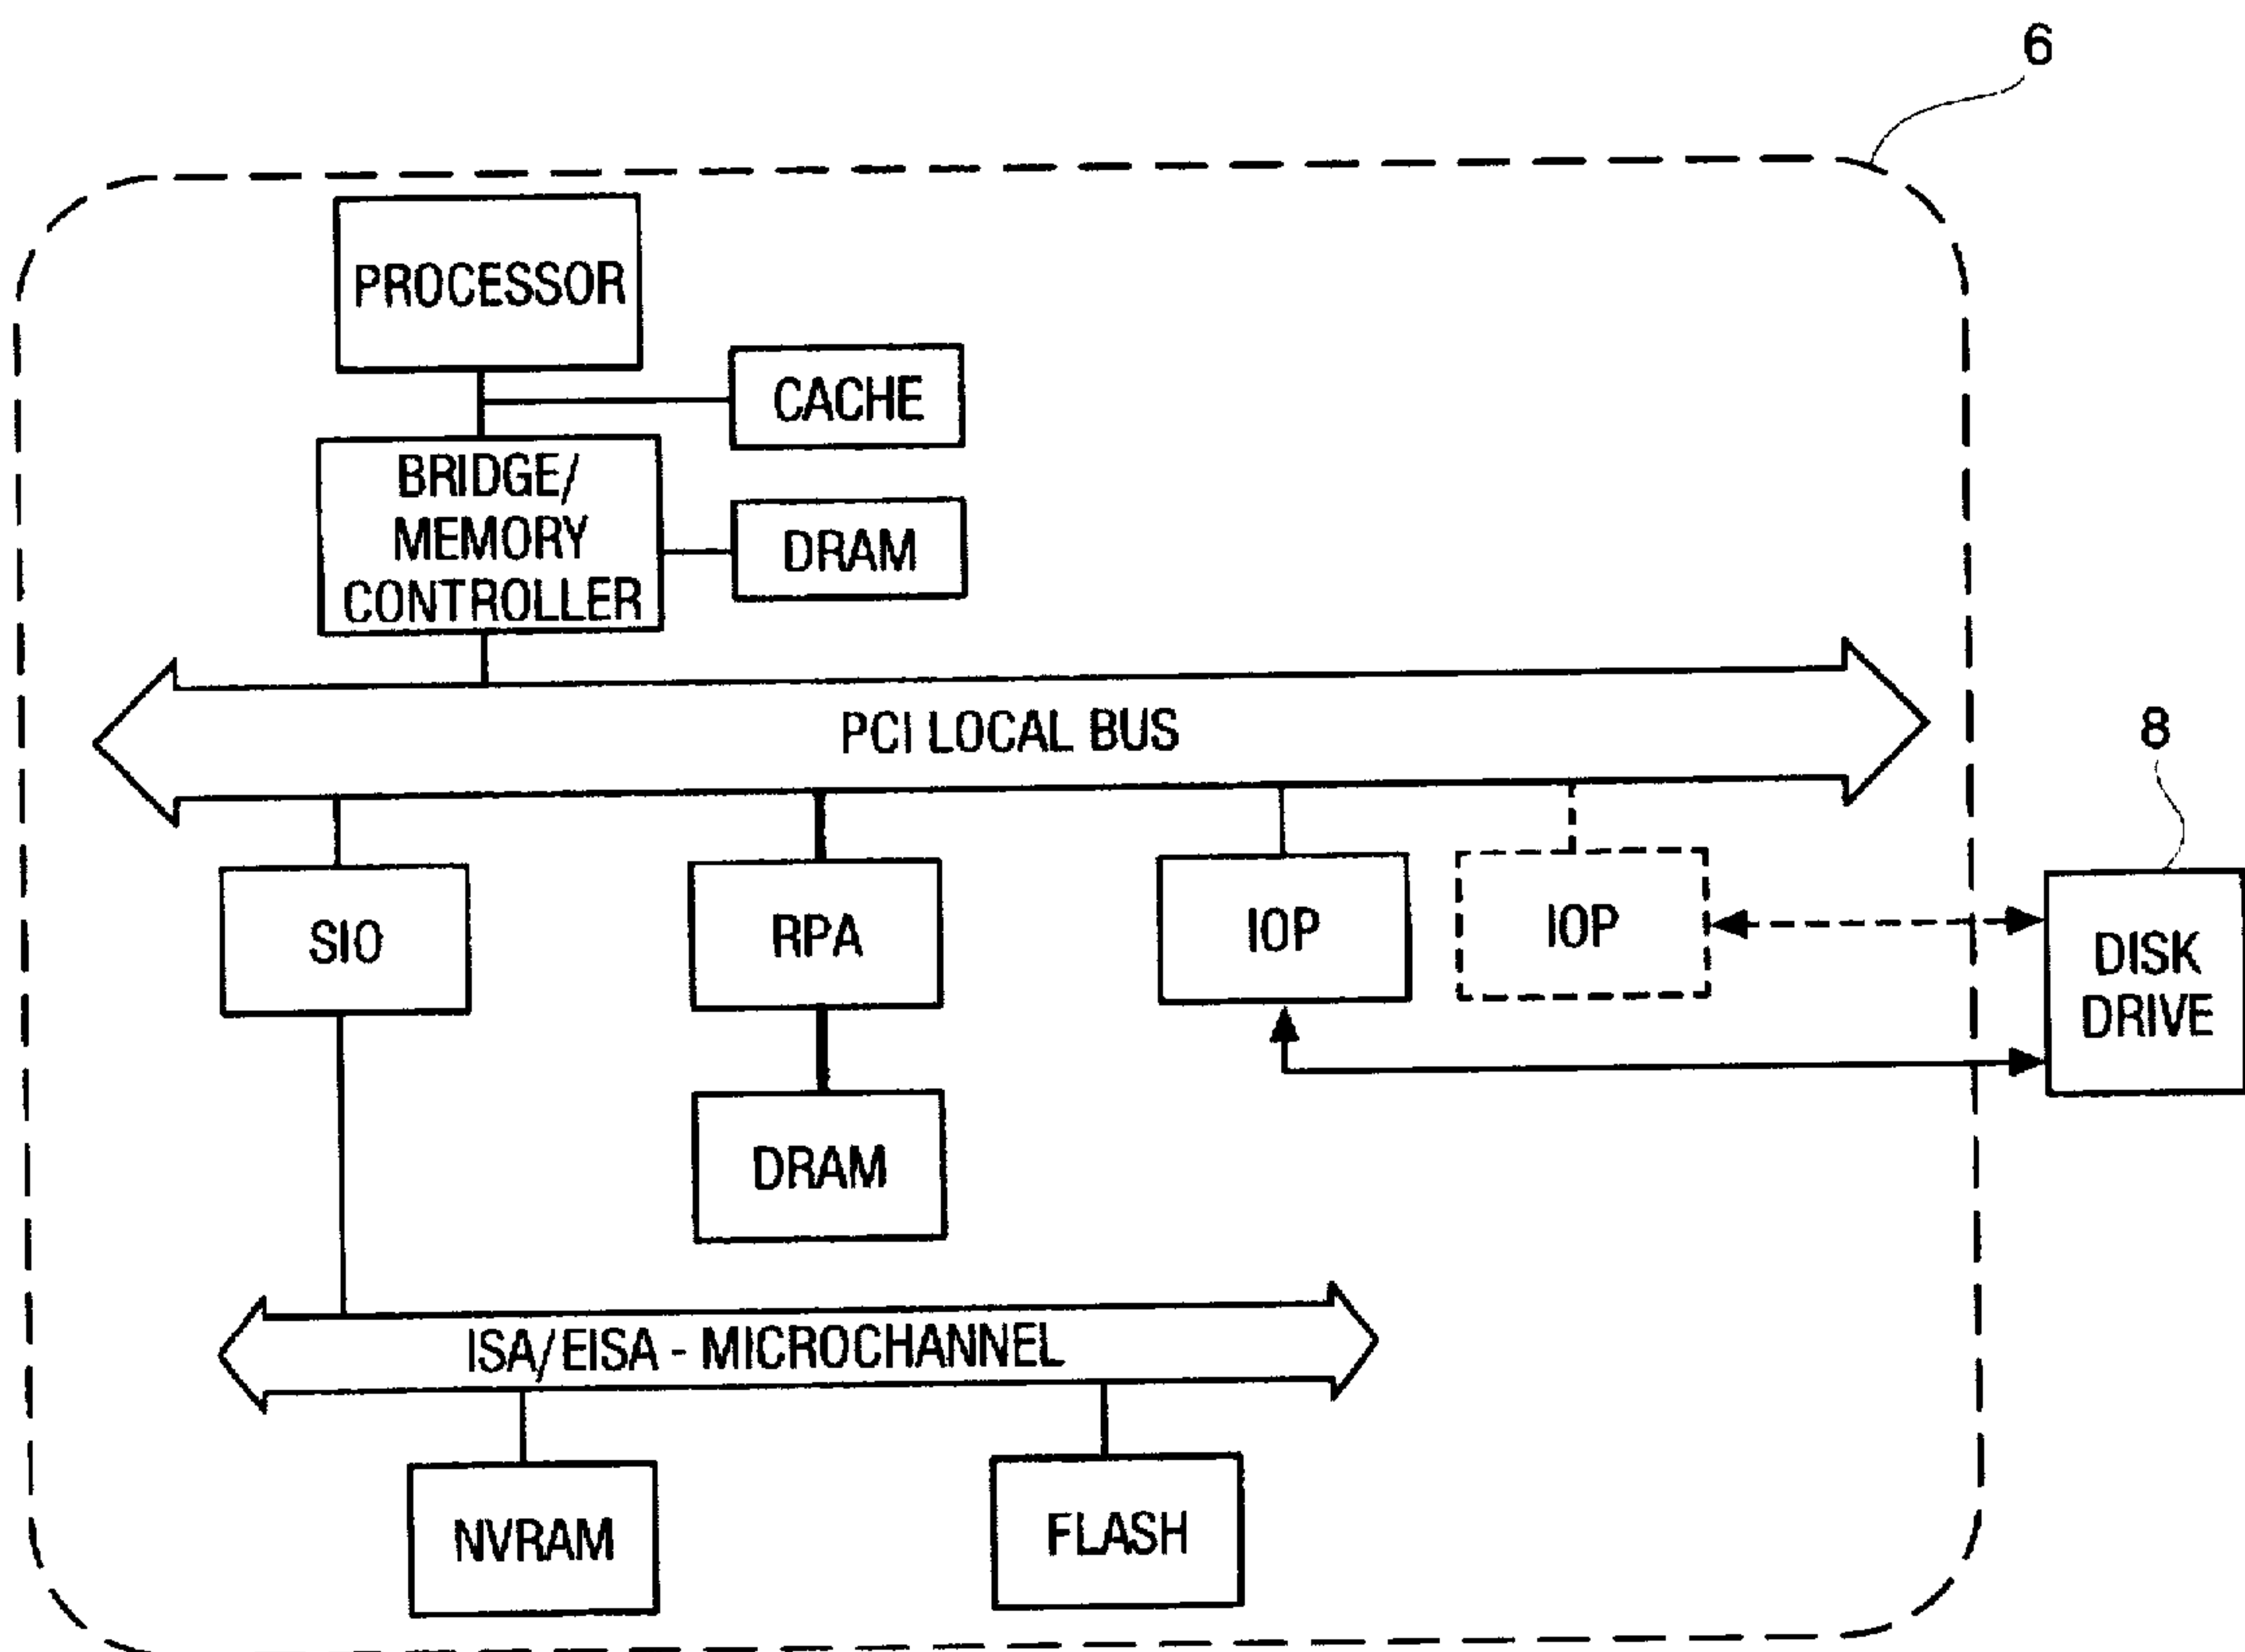 6
PROCESSOR
CACHE
BRIDGE/
MEMORY
CONTROLLER
DRAM
PCI LOCAL BUS
8
SIO
RPA
IOP
IOP
DISK
DRIVE
DRAM
ISA/EISA - MICROCHANNEL
NVRAM
FLASH